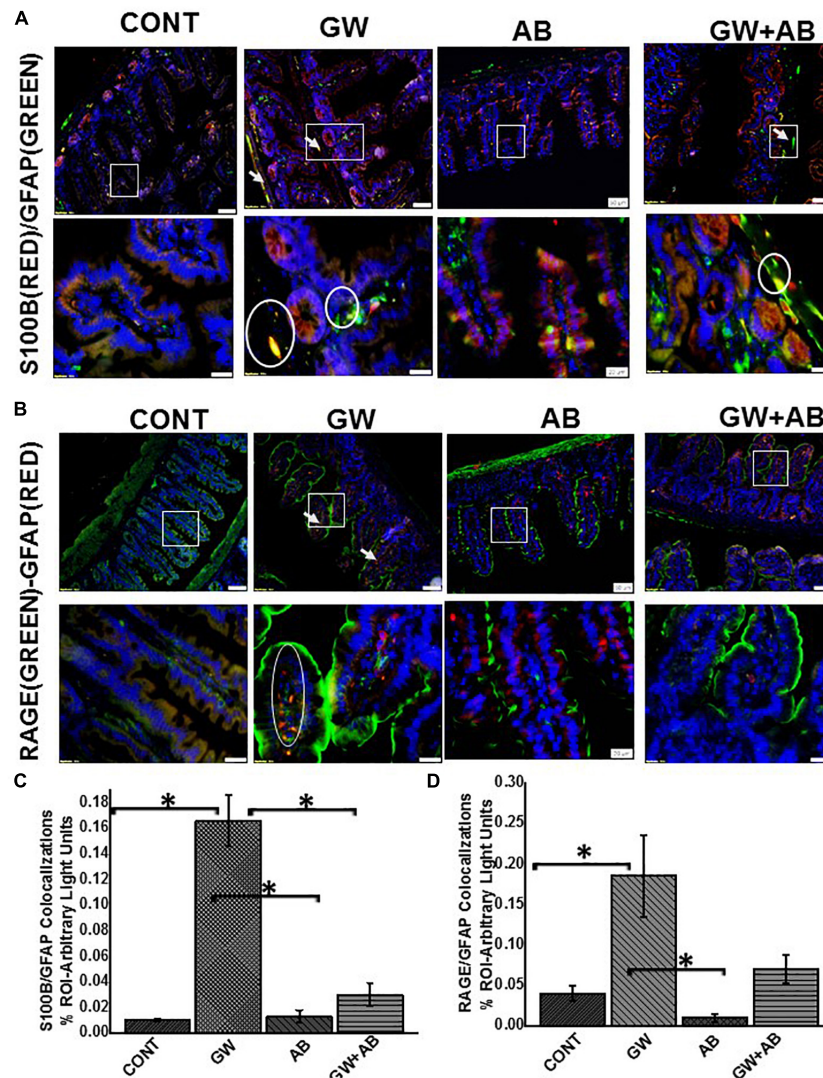 A
CONT
GW
AB
GW+AB
S100B(RED)/GFAP(GREEN)
B
CONT
GW
AB
GW+AB
RAGE(GREEN)-GFAP(RED)
C
S100B/GFAP Colocalizations
% ROI-Arbitrary Light Units
0.18
0.16
0.14
0.12
0.10
0.08
0.06
0.04
0.02
0.00
*
*
*
CONT
GW
AB
GW+AB
D
RAGE/GFAP Colocalizations
% ROI-Arbitrary Light Units
0.30
0.25
0.20
0.15
0.10
0.05
0.00
*
*
CONT
GW
AB
GW+AB